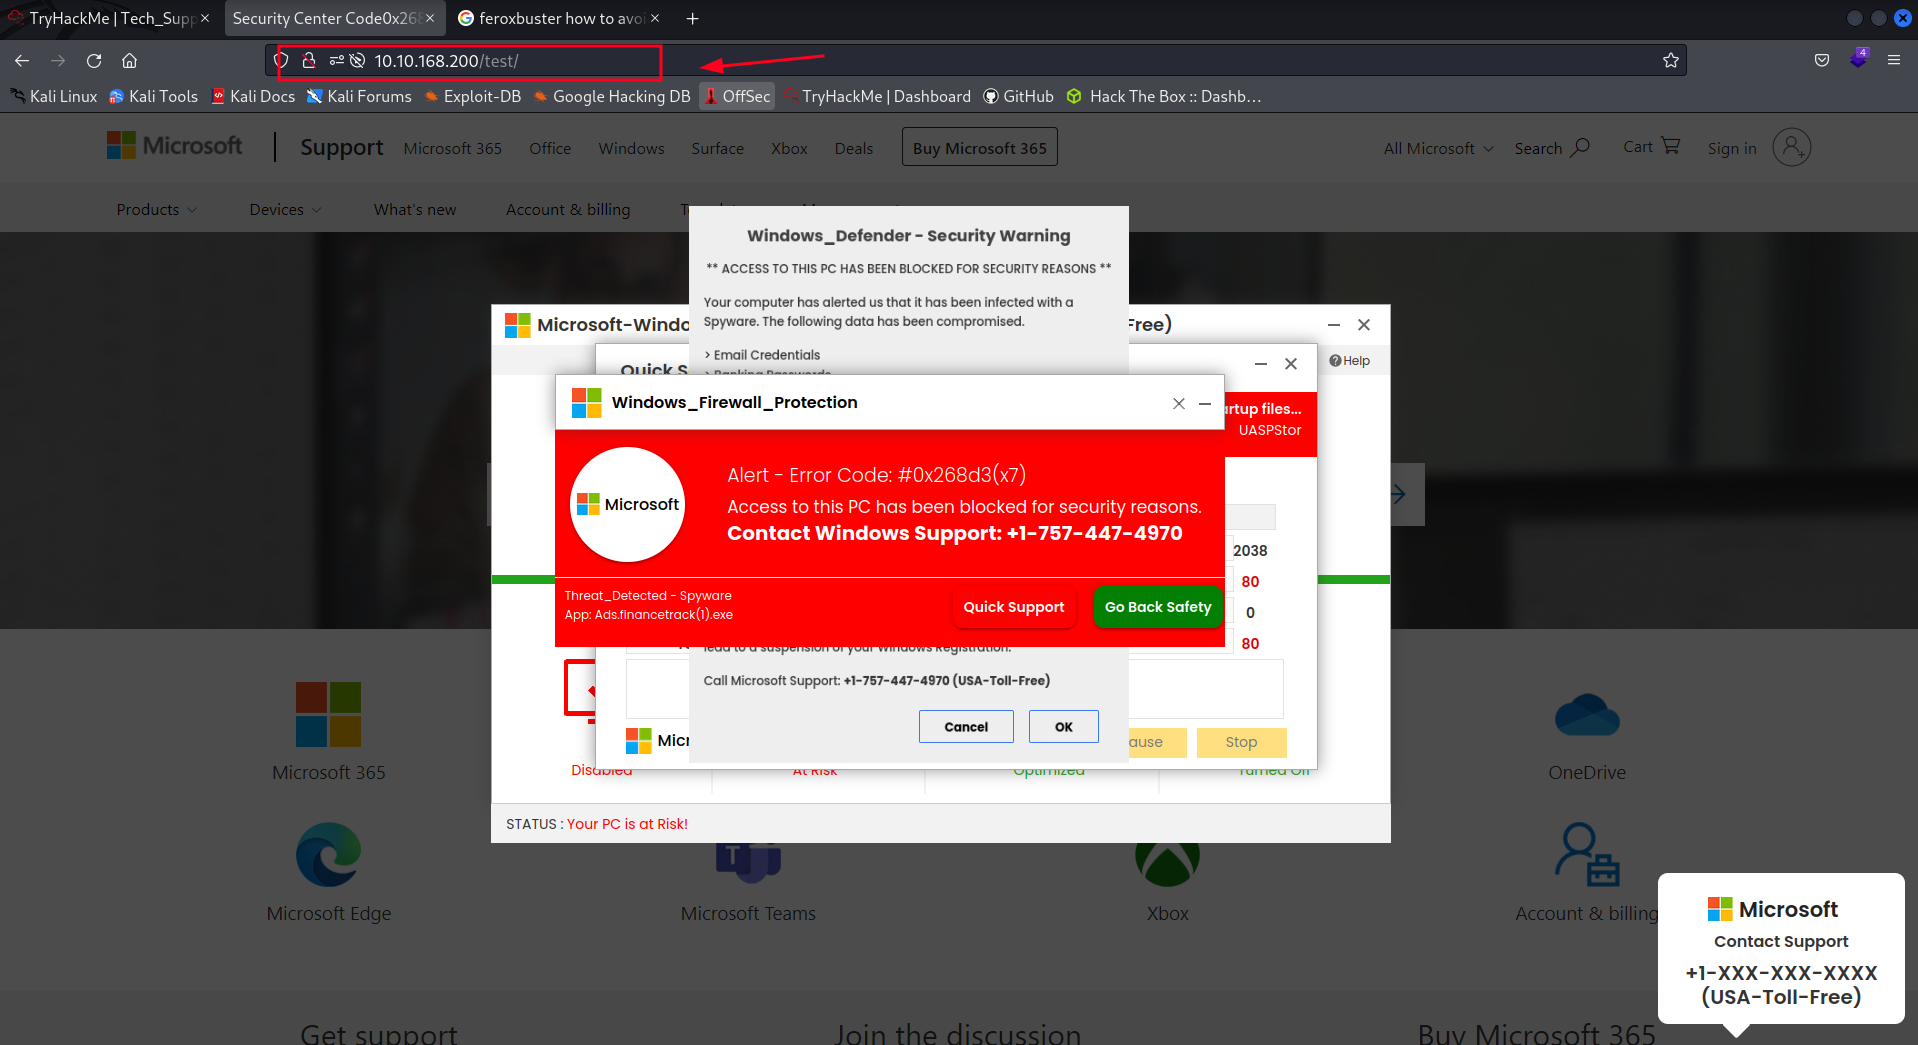 TryHackMe | Tech_Supp
Security Center Code0x268
feroxbuster how to avoi
10.10.168.200/test/
4
Kali Linux
Kali Tools
Kali Docs
Kali Forums
Exploit-DB
Google Hacking DB
OffSec
TryHackMe | Dashboard
GitHub
Hack The Box :: Dashb...
Microsoft
Support
Microsoft 365
Office
Windows
Surface
Xbox
Deals
Buy Microsoft 365
All Microsoft
Search
Cart
Sign in
Products
Devices
What's new
Account & billing
Windows_Defender - Security Warning
** ACCESS TO THIS PC HAS BEEN BLOCKED FOR SECURITY REASONS **
Your computer has alerted us that it has been infected with a
Spyware. The following data has been compromised.
> Email Credentials
> Banking Passwords
Microsoft-Windo
Free)
Help
Quick S
artup files...
UASPStor
Windows_Firewall_Protection
Microsoft
Alert - Error Code: #0x268d3(x7)
Access to this PC has been blocked for security reasons.
Contact Windows Support: +1-757-447-4970
Threat_Detected - Spyware
App: Ads.financetrack(1).exe
Quick Support
Go Back Safety
2038
80
0
80
lead to a suspension of your Windows Registration.
Call Microsoft Support: +1-757-447-4970 (USA-Toll-Free)
Cancel
OK
Micr
ause
Stop
Disabled
At Risk
Optimized
Turned Off
STATUS : Your PC is at Risk!
Microsoft 365
OneDrive
Microsoft Edge
Microsoft Teams
Xbox
Account & billing
Microsoft
Contact Support
+1-XXX-XXX-XXXX
(USA-Toll-Free)
Get support
Join the discussion
Buy Microsoft 365